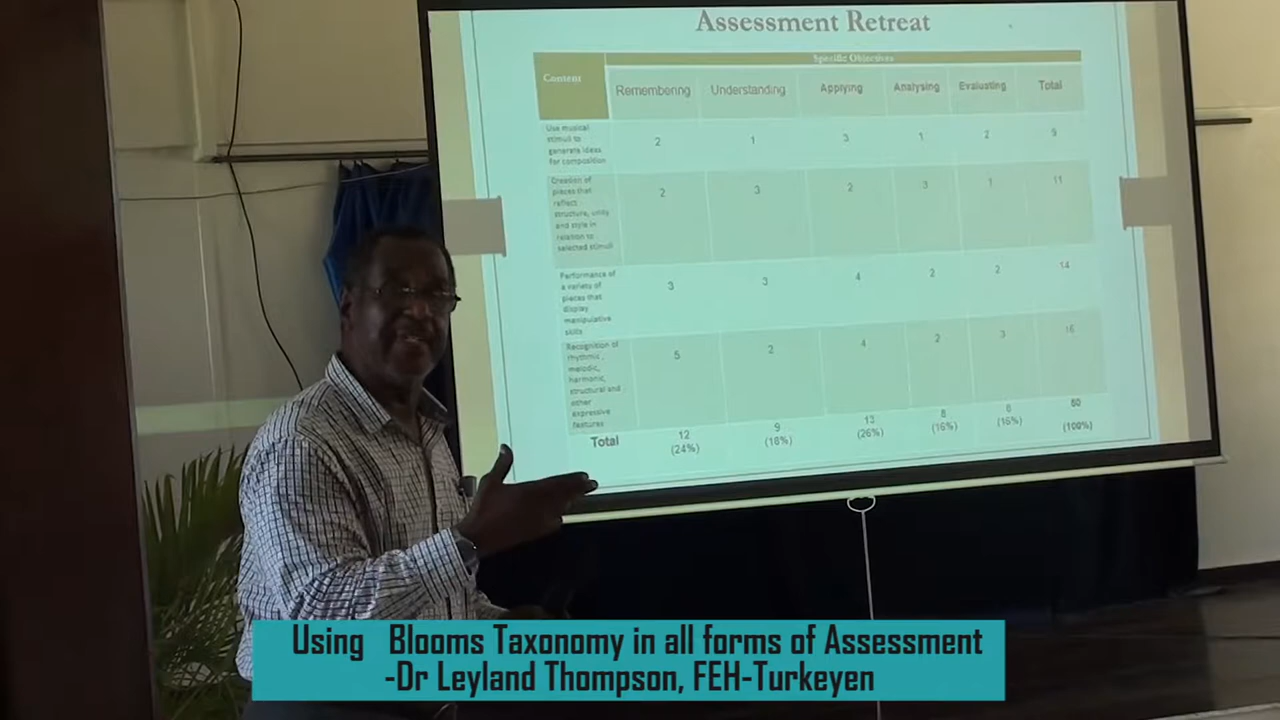 Assessment Retreat
Specific Objectives
Content
Remembering Understanding Applying Analysing Evaluating Total
Use musical
stimuli to
generate ideas
for composition
2 1 3 1 2 9
Creation of
pieces that
reflect
structure, unity
and style in
relation to
selected stimuli
2 3 2 3 1 11
Performance of
a variety of
pieces that
display
manipulative
skills
3 3 4 2 2 14
Recognition of
rhythmic,
melodic,
harmonic,
structural and
other
expressive
features
5 2 4 2 3 16
Total 12 9 13 8 8 50
(24%) (18%) (26%) (16%) (16%) (100%)
Using Blooms Taxonomy in all forms of Assessment
-Dr Leyland Thompson, FEH-Turkeyen